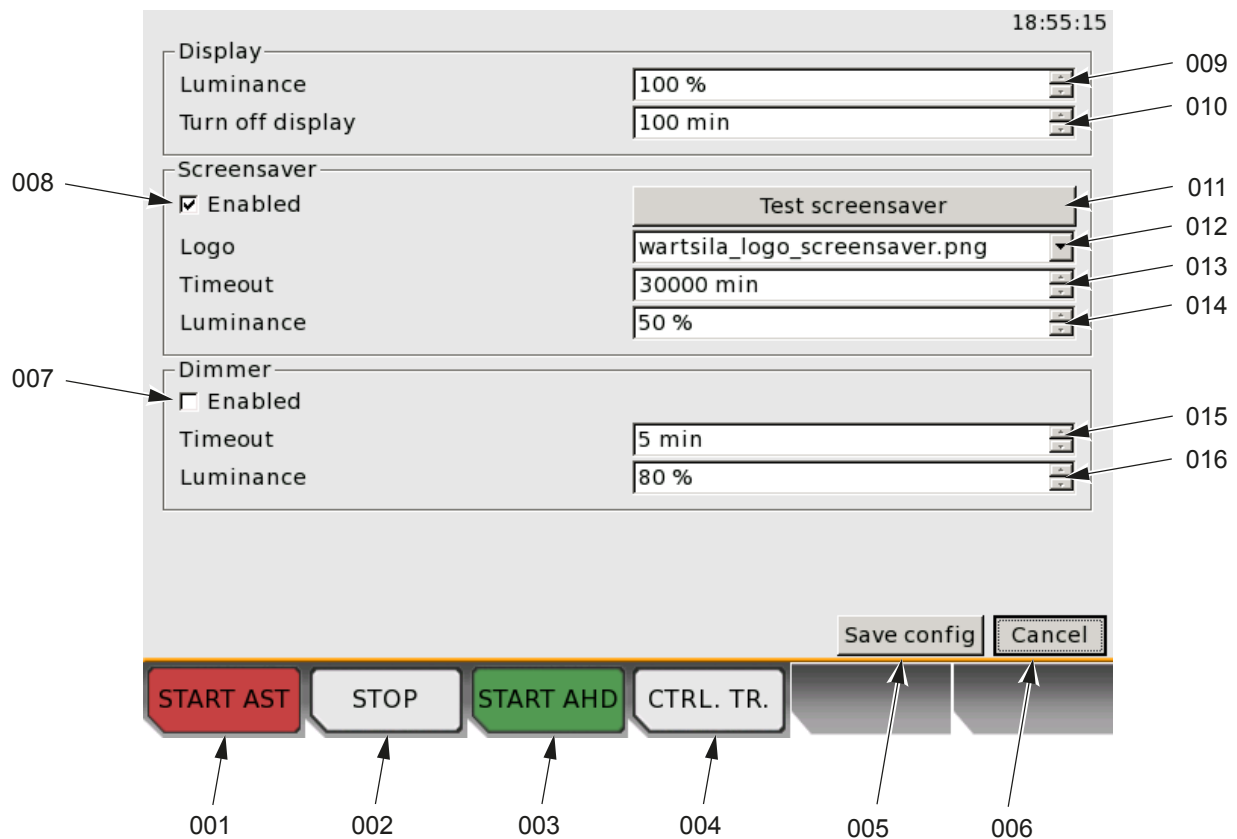 18:55:15
Display
Luminance 100 % 009
Turn off display 100 min 010
Screensaver
008 Enabled Test screensaver 011
Logo wartsila_logo_screensaver.png 012
Timeout 30000 min 013
Luminance 50 % 014
Dimmer
007 Enabled
Timeout 5 min 015
Luminance 80 % 016
Save config Cancel
START AST STOP START AHD CTRL. TR.
001 002 003 004 005 006